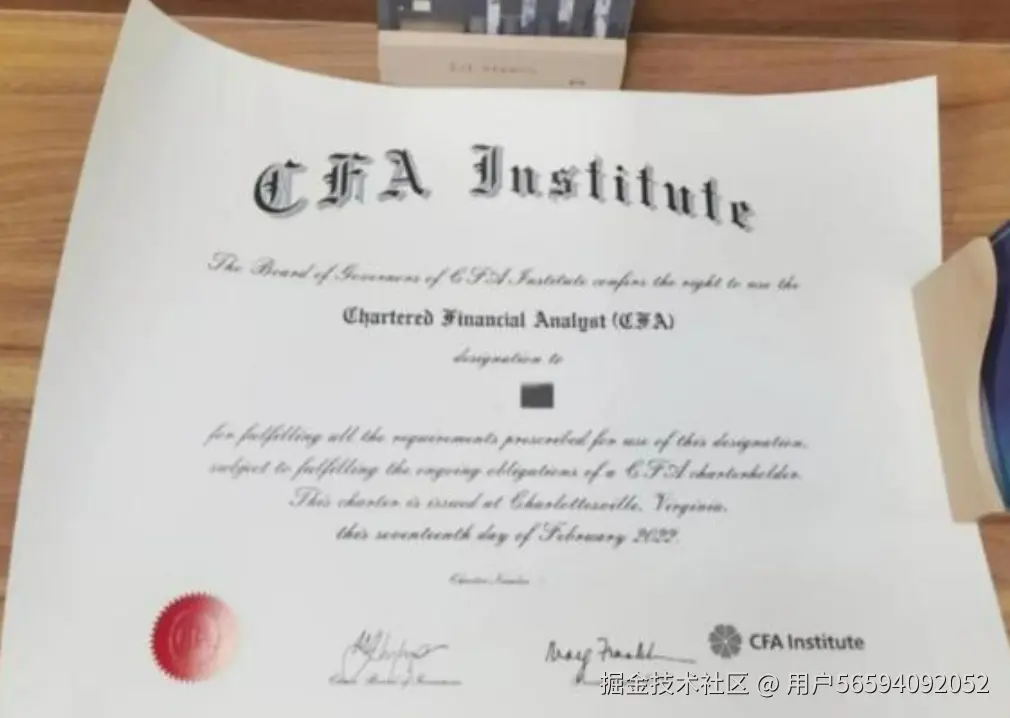 CFA Institute
The Board of Governors of CFA Institute confirms the right to use the
Chartered Financial Analyst (CFA)
designation to
for fulfilling all the requirements prescribed for use of this designation,
subject to fulfilling the ongoing obligations of a CFA charterholder.
This charter is issued at Charlottesville, Virginia,
this seventeenth day of February 2022.
CFA Institute
掘金技术社区 @ 用户56594092052